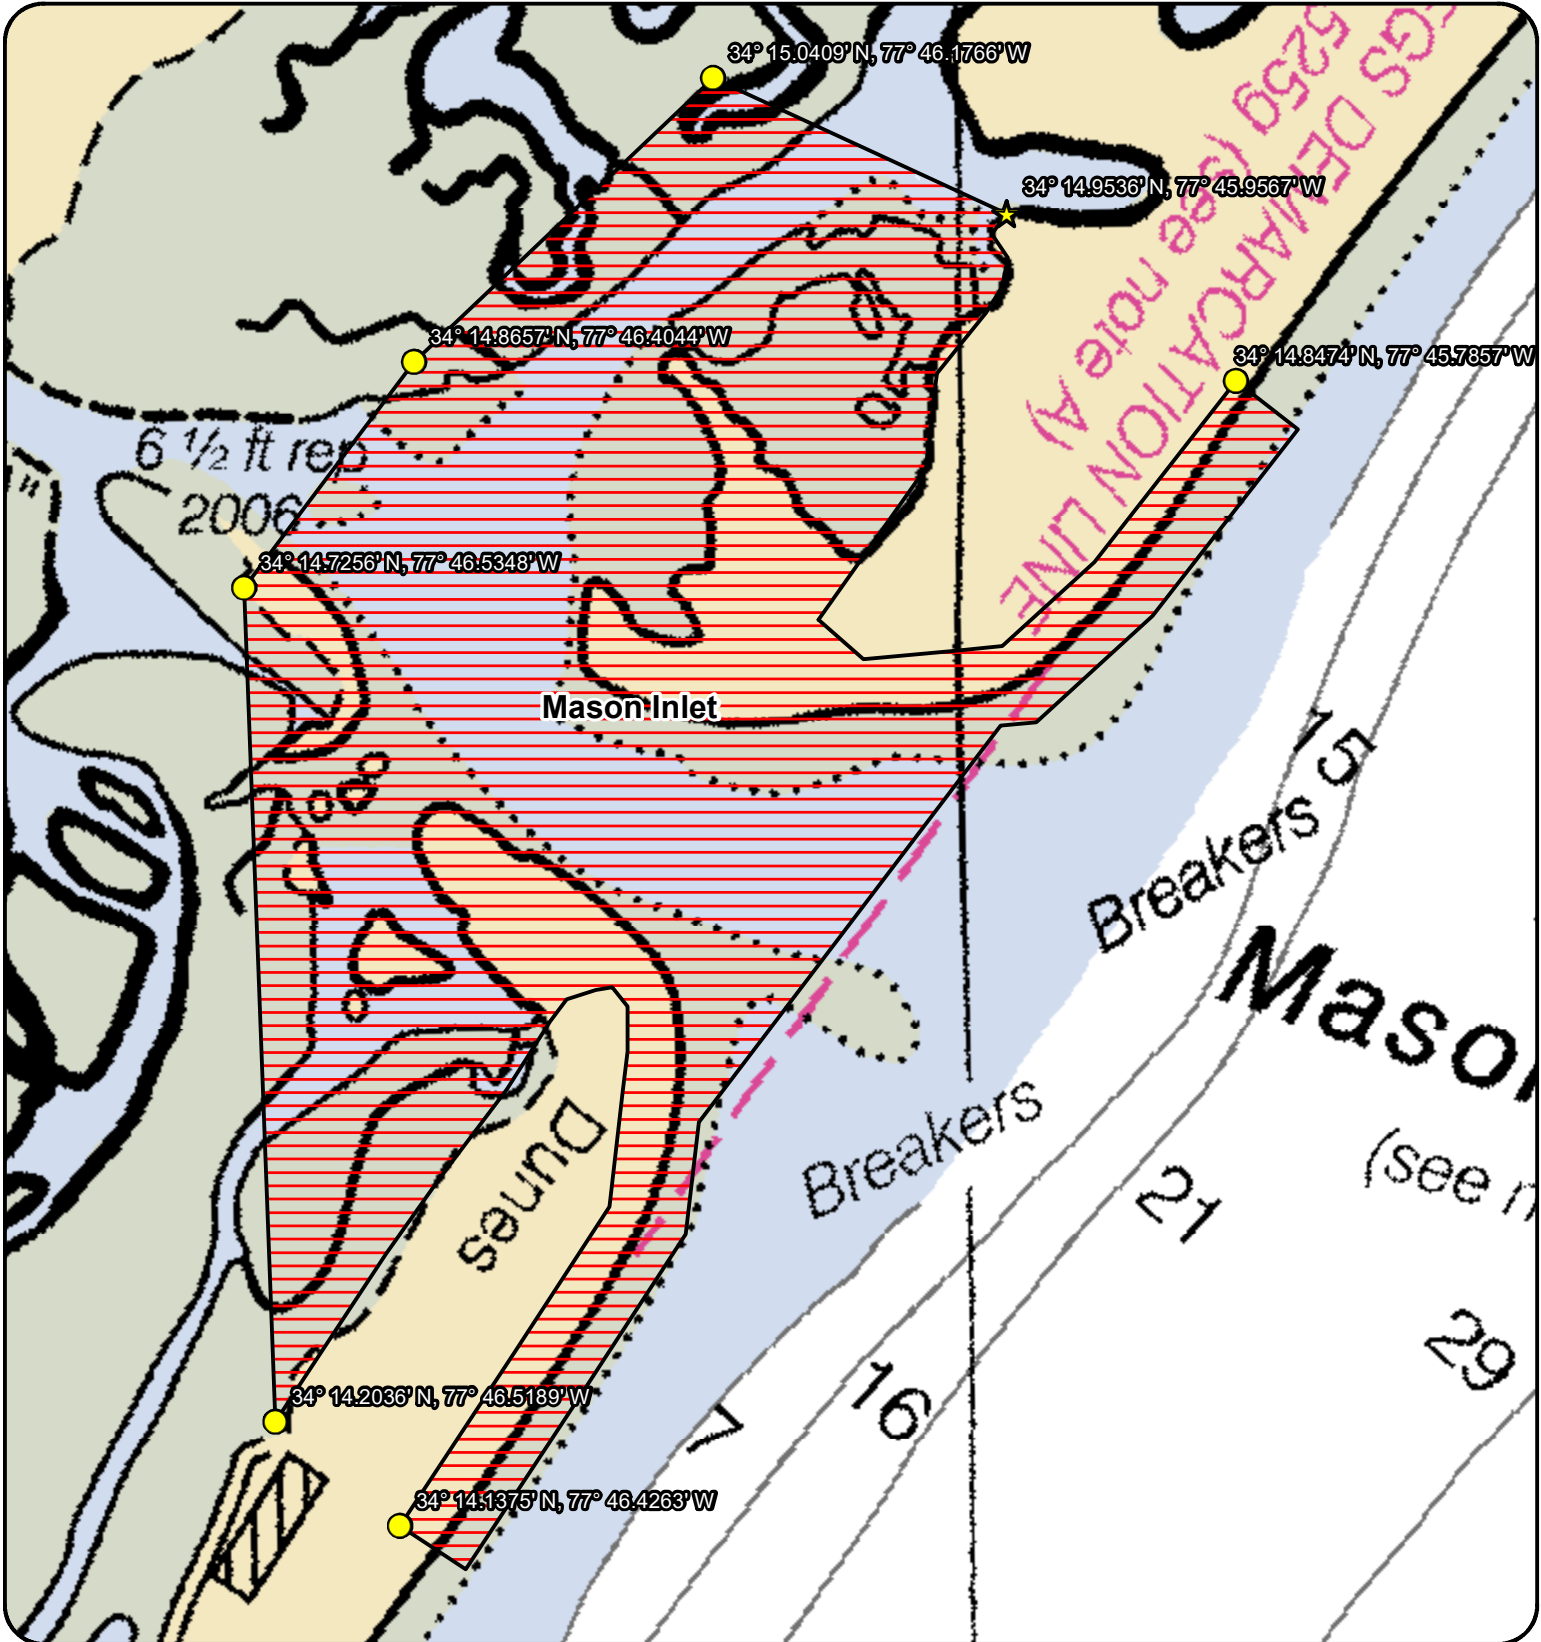 34° 15.0409' N, 77° 46.1766' W
34° 14.9536' N, 77° 45.9567' W
34° 14.8657' N, 77° 46.4044' W
34° 14.8474' N, 77° 45.7857' W
DEMARCATION LINE
(see note A)
6 ½ ft rep
2006
0.5
34° 14.7256' N, 77° 46.5348' W
Mason Inlet
15
Breakers
Mason
(see n
Breakers
Dunes
21
29
16
7
34° 14.2036' N, 77° 46.5189' W
34° 14.1375' N, 77° 46.4263' W